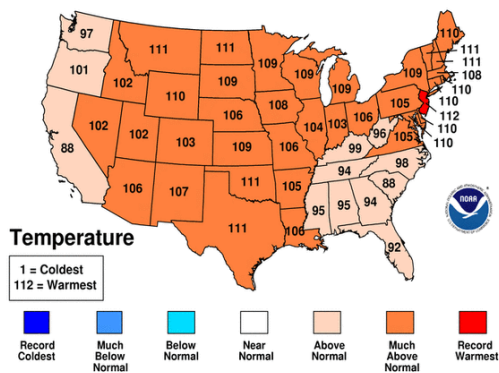 97
101
88
111
102
102
102
106
110
103
107
111
109
106
109
111
111
109
108
106
105
106
109
104
109
103
106
99
94
95
95
94
92
88
98
96
105
105
109
110
111
111
108
110
110
112
110
110
NOAA
Temperature
1 = Coldest
112 = Warmest
Record
Coldest
Much
Below
Normal
Below
Normal
Near
Normal
Above
Normal
Much
Above
Normal
Record
Warmest